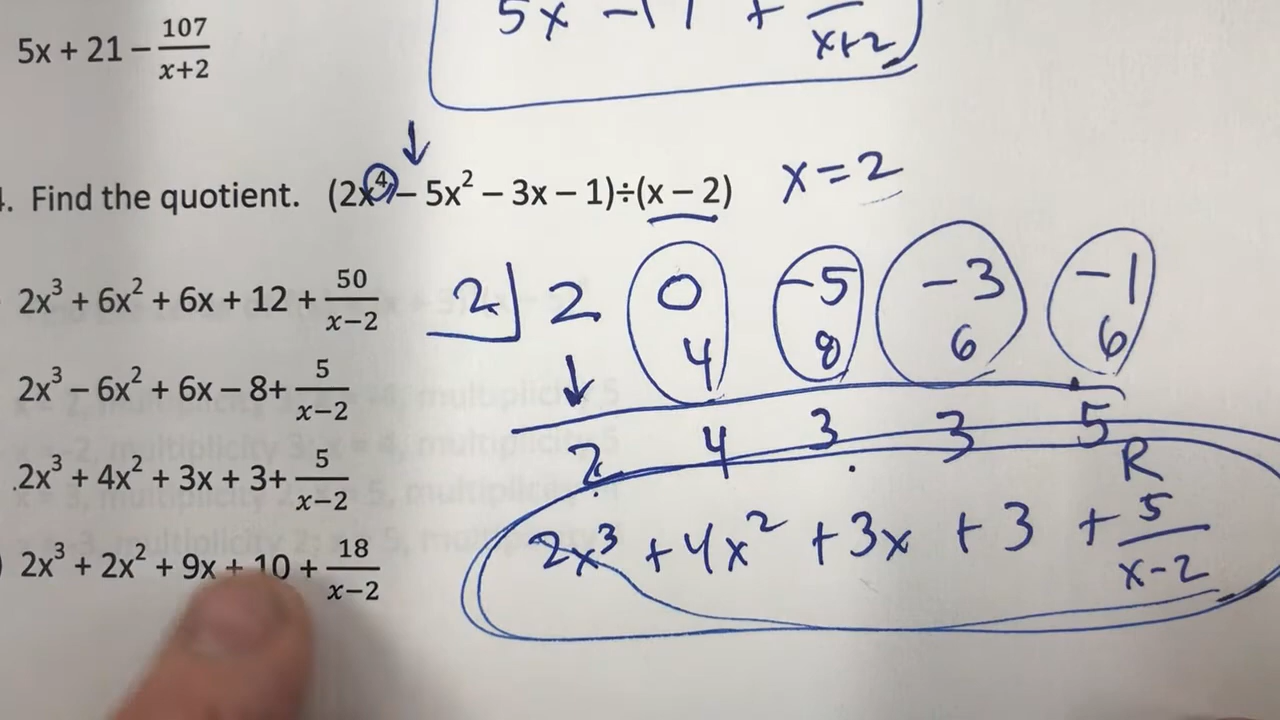 5x + 21 − 107/(x+2)
5x −17 + /(x+2)
4. Find the quotient. (2x⁴ − 5x² − 3x − 1)÷(x − 2) x = 2
2x³ + 6x² + 6x + 12 + 50/(x−2)
2x³ − 6x² + 6x − 8+ 5/(x−2)
2x³ + 4x² + 3x + 3+ 5/(x−2)
) 2x³ + 2x² + 9x + 10 + 18/(x−2)
2 2 0 −5 −3 −1
4 8 6 6
2 4 3 3 5
R
2x³ + 4x² + 3x + 3 + 5/(x−2)